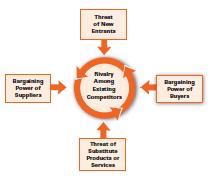 Threat
of New
Entrants
Bargaining
Power of
Suppliers
Rivalry
Among
Existing
Competitors
Bargaining
Power of
Buyers
Threat of
Substitute
Products or
Services